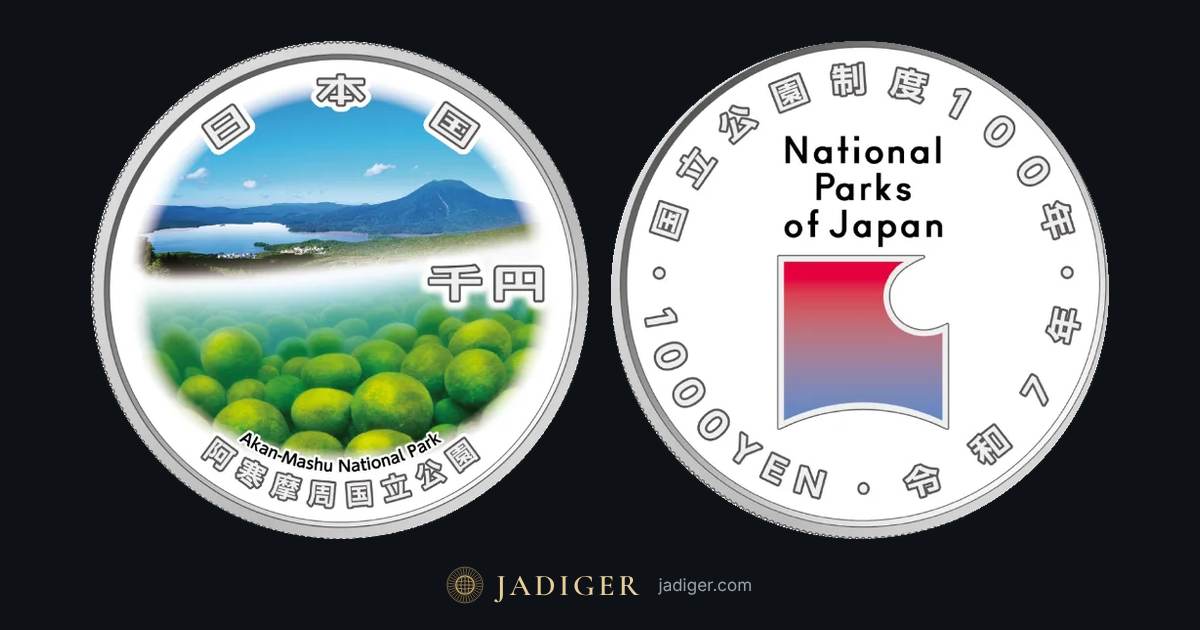 日本国
千円
Akan-Mashu National Park
阿寒摩周国立公園
国立公園制度100年
National
Parks
of Japan
・1000YEN・令和7年・
JADIGER jadiger.com